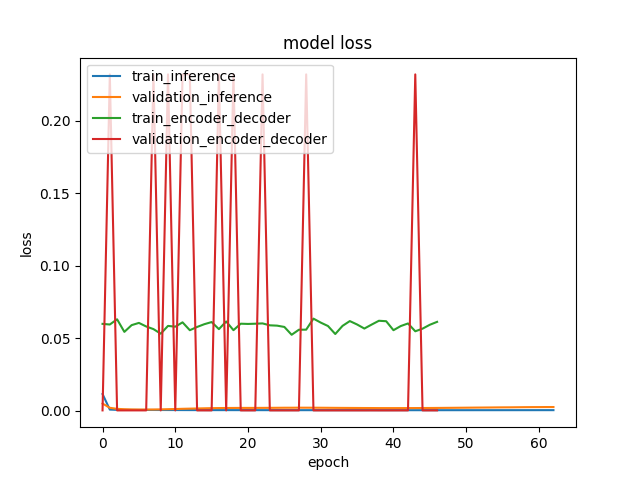 model loss
train_inference
validation_inference
train_encoder_decoder
validation_encoder_decoder
loss
0.20
0.15
0.10
0.05
0.00
0 10 20 30 40 50 60
epoch